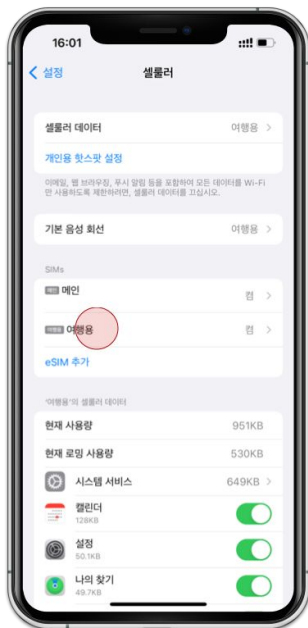 16:01
설정
셀룰러
셀룰러 데이터 여행용
개인용 핫스팟 설정
이메일, 웹 브라우징, 푸시 알림 등을 포함하여 모든 데이터를 Wi-Fi
만 사용하도록 제한하려면, 셀룰러 데이터를 끄십시오.
기본 음성 회선 여행용
SIMs
메인 메인 켬
여행용 여행용 켬
eSIM 추가
'여행용'의 셀룰러 데이터
현재 사용량 951KB
현재 로밍 사용량 530KB
시스템 서비스 649KB
캘린더
128KB
설정
50.1KB
나의 찾기
49.7KB